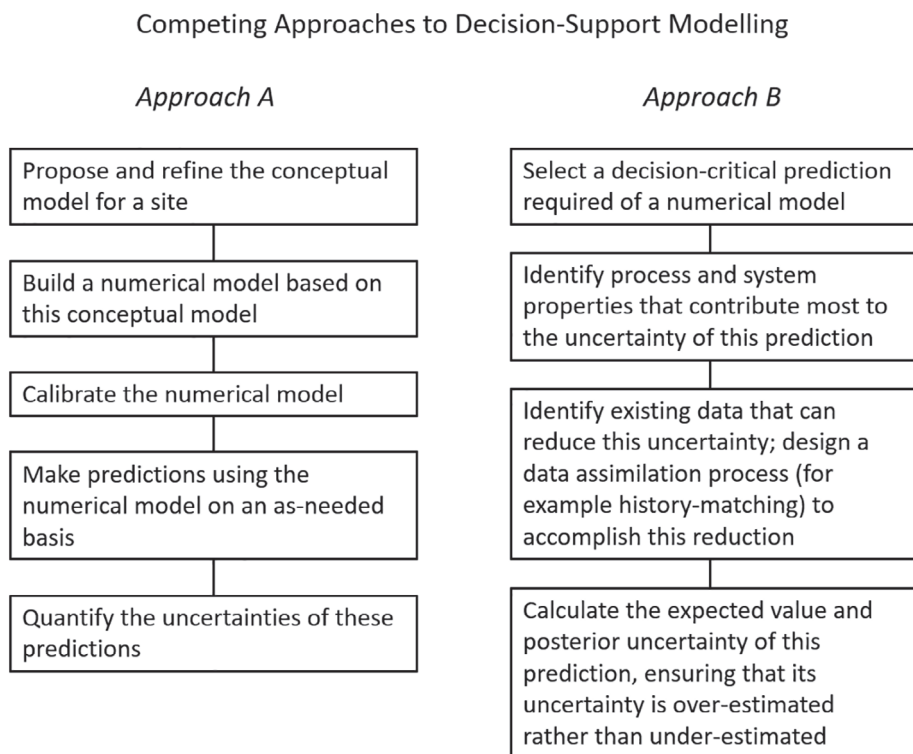 Competing Approaches to Decision-Support Modelling
Approach A
Propose and refine the conceptual
model for a site
Build a numerical model based on
this conceptual model
Calibrate the numerical model
Make predictions using the
numerical model on an as-needed
basis
Quantify the uncertainties of these
predictions
Approach B
Select a decision-critical prediction
required of a numerical model
Identify process and system
properties that contribute most to
the uncertainty of this prediction
Identify existing data that can
reduce this uncertainty; design a
data assimilation process (for
example history-matching) to
accomplish this reduction
Calculate the expected value and
posterior uncertainty of this
prediction, ensuring that its
uncertainty is over-estimated
rather than under-estimated